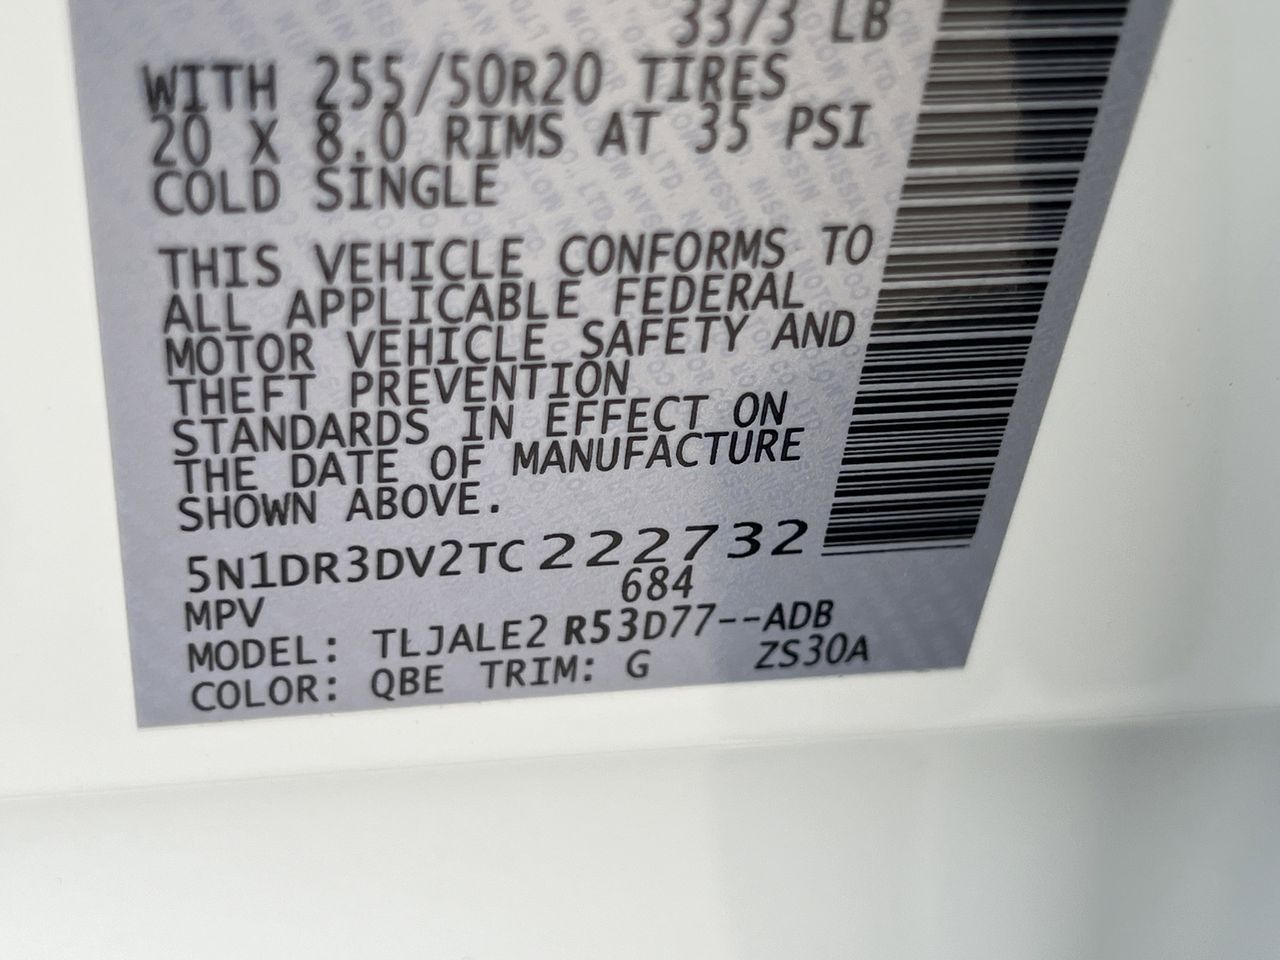 3373 LB
WITH 255/50R20 TIRES
20 X 8.0 RIMS AT 35 PSI
COLD SINGLE
THIS VEHICLE CONFORMS TO
ALL APPLICABLE FEDERAL
MOTOR VEHICLE SAFETY AND
THEFT PREVENTION
STANDARDS IN EFFECT ON
THE DATE OF MANUFACTURE
SHOWN ABOVE.
5N1DR3DV2TC222732
MPV 684
MODEL: TLJALE2 R53D77--ADB
COLOR: QBE TRIM: G ZS30A